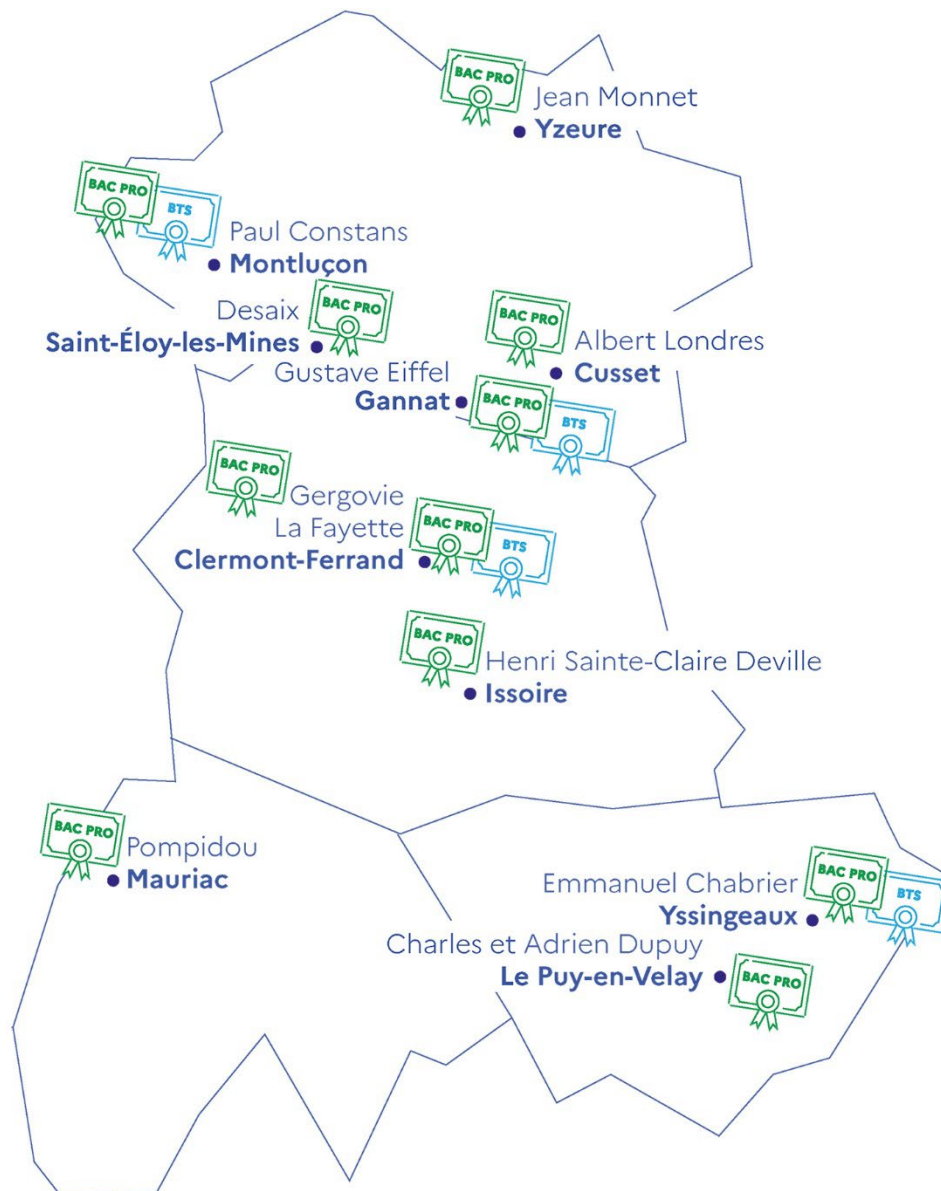 BAC PRO
Jean Monnet
Yzeure
BAC PRO
BTS
Paul Constans
Montluçon
Desaix
BAC PRO
Saint-Éloy-les-Mines
BAC PRO
Albert Londres
Cusset
Gustave Eiffel
Gannat
BAC PRO
BTS
BAC PRO
Gergovie
La Fayette
BAC PRO
BTS
Clermont-Ferrand
BAC PRO
Henri Sainte-Claire Deville
Issoire
BAC PRO
Pompidou
Mauriac
Emmanuel Chabrier
BAC PRO
BTS
Yssingeaux
Charles et Adrien Dupuy
Le Puy-en-Velay
BAC PRO